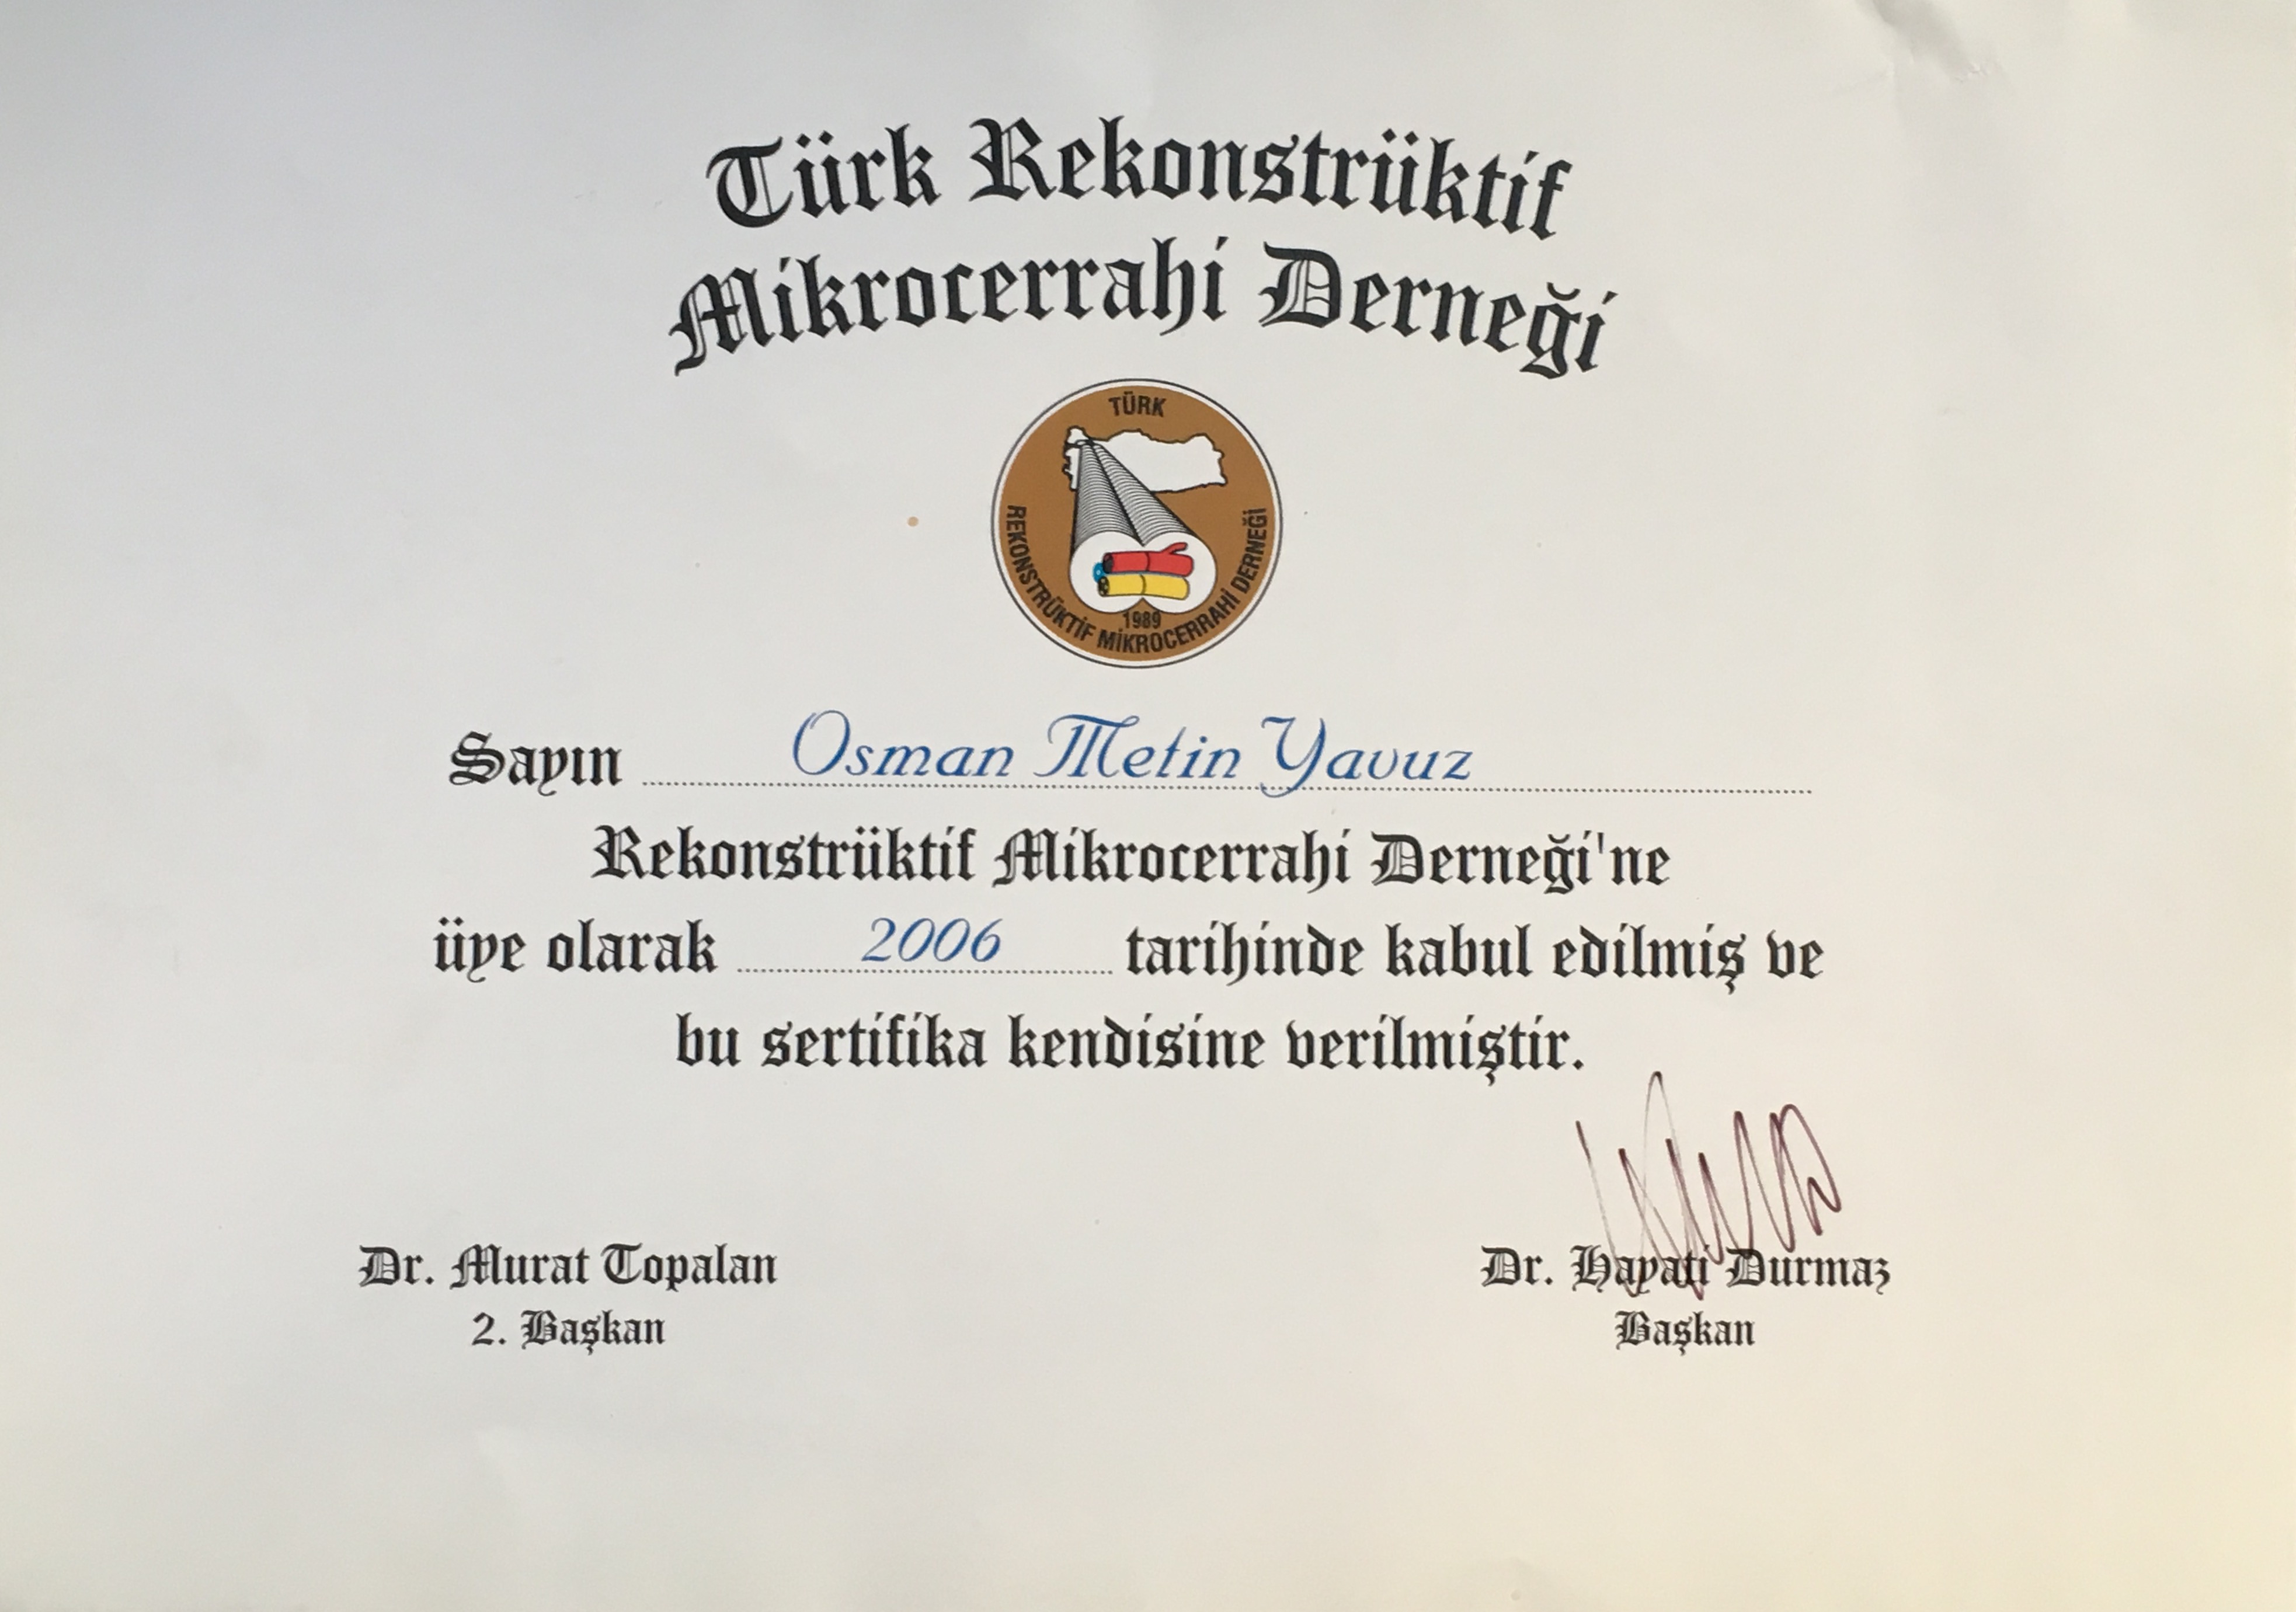 Türk Rekonstrüktif
Mikrocerrahi Derneği
TÜRK
REKONSTRÜKTİF MİKROCERRAHİ DERNEĞİ
1989
Sayın Osman Metin Yavuz
Rekonstrüktif Mikrocerrahi Derneği'ne
üye olarak 2006 tarihinde kabul edilmiş ve
bu sertifika kendisine verilmiştir.
Dr. Murat Topalan
2. Başkan
Dr. Hayati Durmaz
Başkan